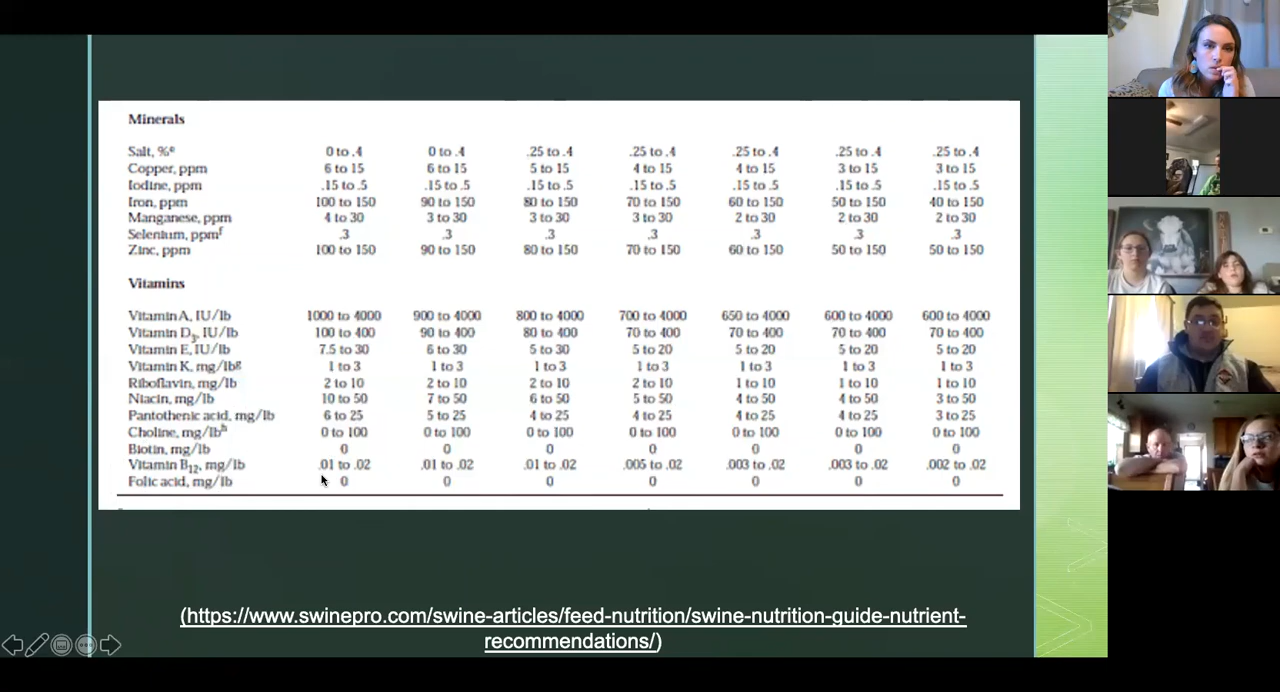 Minerals
Salt, %e 0 to .4 0 to .4 .25 to .4 .25 to .4 .25 to .4 .25 to .4 .25 to .4
Copper, ppm 6 to 15 6 to 15 5 to 15 4 to 15 4 to 15 3 to 15 3 to 15
Iodine, ppm .15 to .5 .15 to .5 .15 to .5 .15 to .5 .15 to .5 .15 to .5 .15 to .5
Iron, ppm 100 to 150 90 to 150 80 to 150 70 to 150 60 to 150 50 to 150 40 to 150
Manganese, ppm 4 to 30 3 to 30 3 to 30 3 to 30 2 to 30 2 to 30 2 to 30
Selenium, ppmf .3 .3 .3 .3 .3 .3 .3
Zinc, ppm 100 to 150 90 to 150 80 to 150 70 to 150 60 to 150 50 to 150 50 to 150
Vitamins
Vitamin A, IU/lb 1000 to 4000 900 to 4000 800 to 4000 700 to 4000 650 to 4000 600 to 4000 600 to 4000
Vitamin D3, IU/lb 100 to 400 90 to 400 80 to 400 70 to 400 70 to 400 70 to 400 70 to 400
Vitamin E, IU/lb 7.5 to 30 6 to 30 5 to 30 5 to 20 5 to 20 5 to 20 5 to 20
Vitamin K, mg/lbg 1 to 3 1 to 3 1 to 3 1 to 3 1 to 3 1 to 3 1 to 3
Riboflavin, mg/lb 2 to 10 2 to 10 2 to 10 2 to 10 1 to 10 1 to 10 1 to 10
Niacin, mg/lb 10 to 50 7 to 50 6 to 50 5 to 50 4 to 50 4 to 50 3 to 50
Pantothenic acid, mg/lb 6 to 25 5 to 25 4 to 25 4 to 25 4 to 25 4 to 25 3 to 25
Choline, mg/lbh 0 to 100 0 to 100 0 to 100 0 to 100 0 to 100 0 to 100 0 to 100
Biotin, mg/lb 0 0 0 0 0 0 0
Vitamin B12, mg/lb .01 to .02 .01 to .02 .01 to .02 .005 to .02 .003 to .02 .003 to .02 .002 to .02
Folic acid, mg/lb 0 0 0 0 0 0 0
(https://www.swinepro.com/swine-articles/feed-nutrition/swine-nutrition-guide-nutrient-
recommendations/)